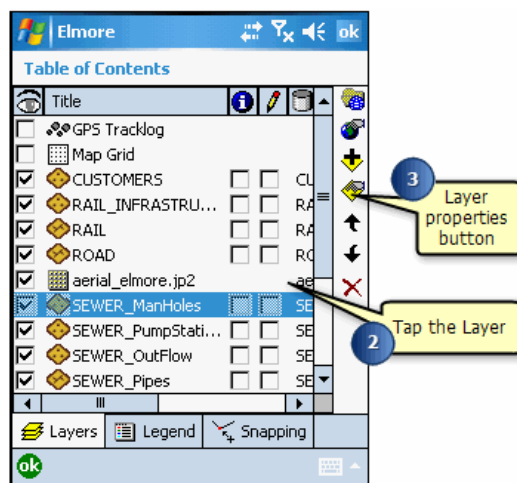 Elmore
ok
Table of Contents
Title
GPS Tracklog
Map Grid
CUSTOMERS CU
RAIL_INFRASTRU... RA
RAIL RA
ROAD RO
aerial_elmore.jp2 ae
SEWER_ManHoles SE
SEWER_PumpStati... SE
SEWER_OutFlow SE
SEWER_Pipes SE
Layers Legend Snapping
ok
3
Layer
properties
button
2
Tap the Layer